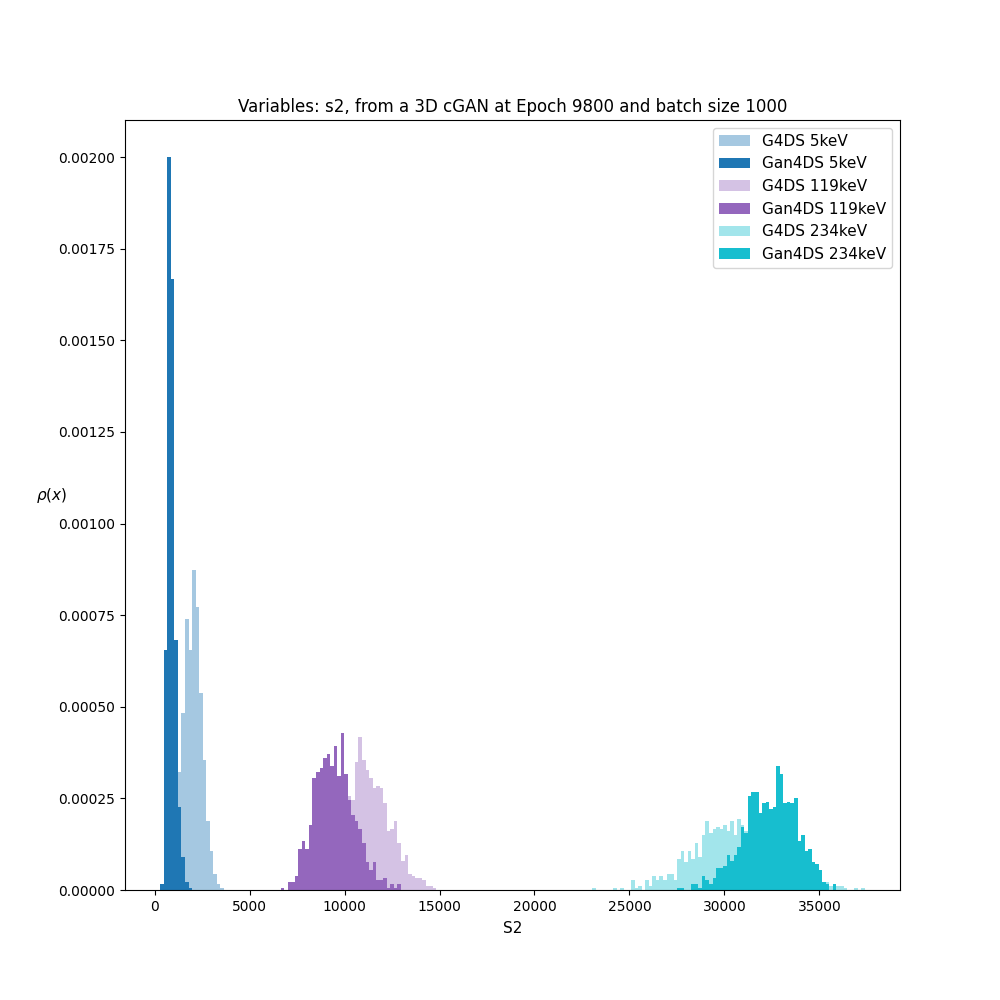 Variables: s2, from a 3D cGAN at Epoch 9800 and batch size 1000
G4DS 5keV
Gan4DS 5keV
G4DS 119keV
Gan4DS 119keV
G4DS 234keV
Gan4DS 234keV
0.00200
0.00175
0.00150
0.00125
ρ(x)
0.00100
0.00075
0.00050
0.00025
0.00000
0 5000 10000 15000 20000 25000 30000 35000
S2